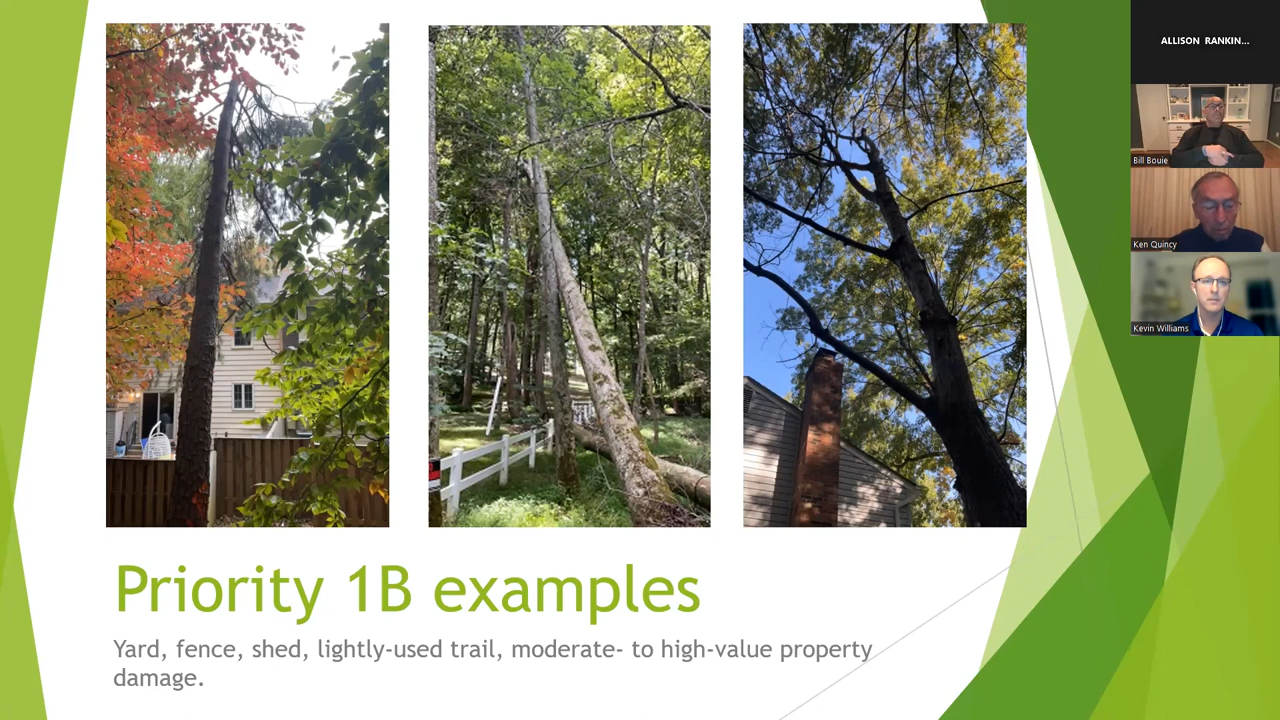 Priority 1B examples
Yard, fence, shed, lightly-used trail, moderate- to high-value property
damage.
ALLISON RANKIN...
Bill Bouie
Ken Quincy
Kevin Williams